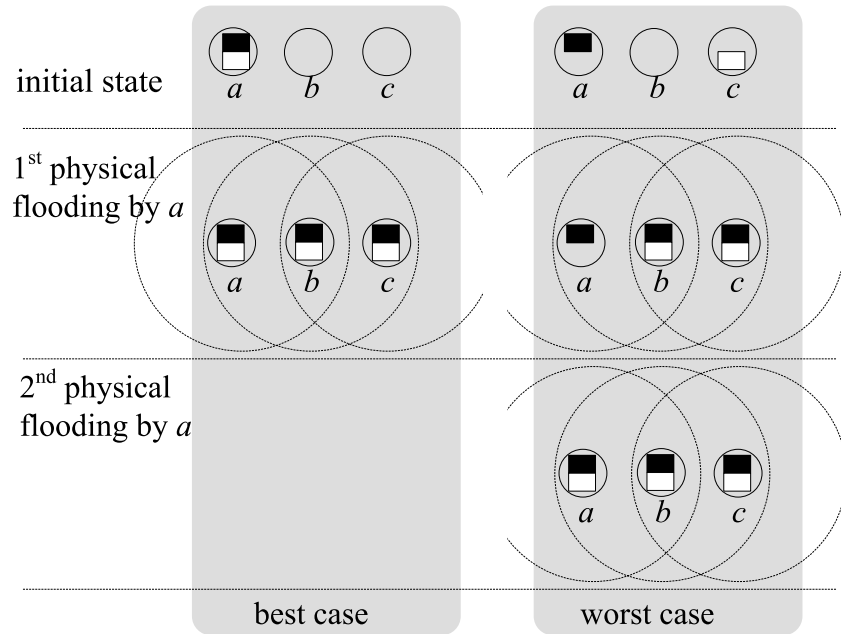 a b c a b c
initial state
1st physical
flooding by a
a b c a b c
2nd physical
flooding by a
a b c
best case worst case